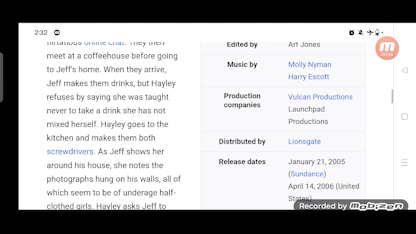 2:32
flirtatious online chat. They then
meet at a coffeehouse before going
to Jeff's home. When they arrive,
Jeff makes them drinks, but Hayley
refuses by saying she was taught
never to take a drink she has not
mixed herself. Hayley goes to the
kitchen and makes them both
screwdrivers. As Jeff shows her
around his house, she notes the
photographs hung on his walls, all of
which seem to be of underage half-
clothed girls. Hayley asks Jeff to
Edited by Art Jones
Music by Molly Nyman
Harry Escott
Production
companies
Vulcan Productions
Launchpad
Productions
Distributed by Lionsgate
Release dates January 21, 2005
(Sundance)
April 14, 2006 (United
States)
Recorded by Mobizen